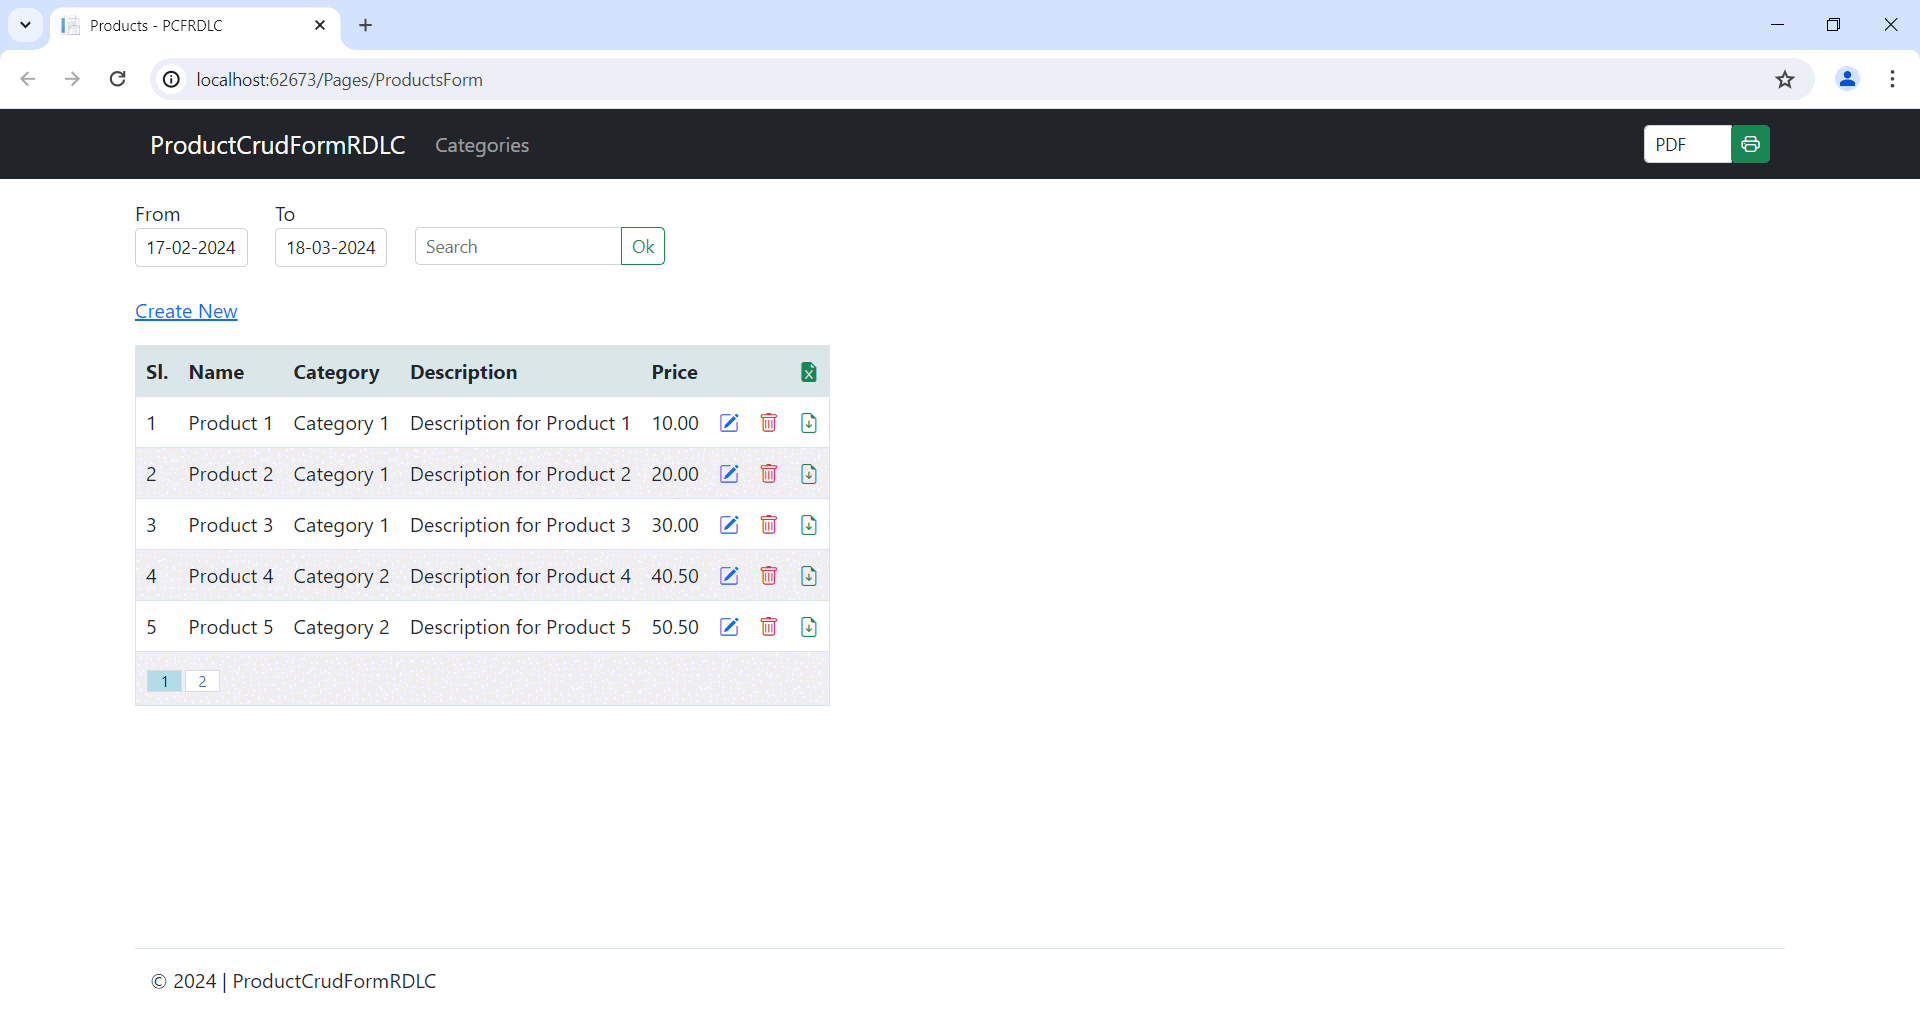 Products - PCFRDLC
localhost:62673/Pages/ProductsForm
ProductCrudFormRDLC Categories PDF
From To
17-02-2024 18-03-2024 Search Ok
Create New
Sl. Name Category Description Price
1 Product 1 Category 1 Description for Product 1 10.00
2 Product 2 Category 1 Description for Product 2 20.00
3 Product 3 Category 1 Description for Product 3 30.00
4 Product 4 Category 2 Description for Product 4 40.50
5 Product 5 Category 2 Description for Product 5 50.50
1 2
© 2024 | ProductCrudFormRDLC